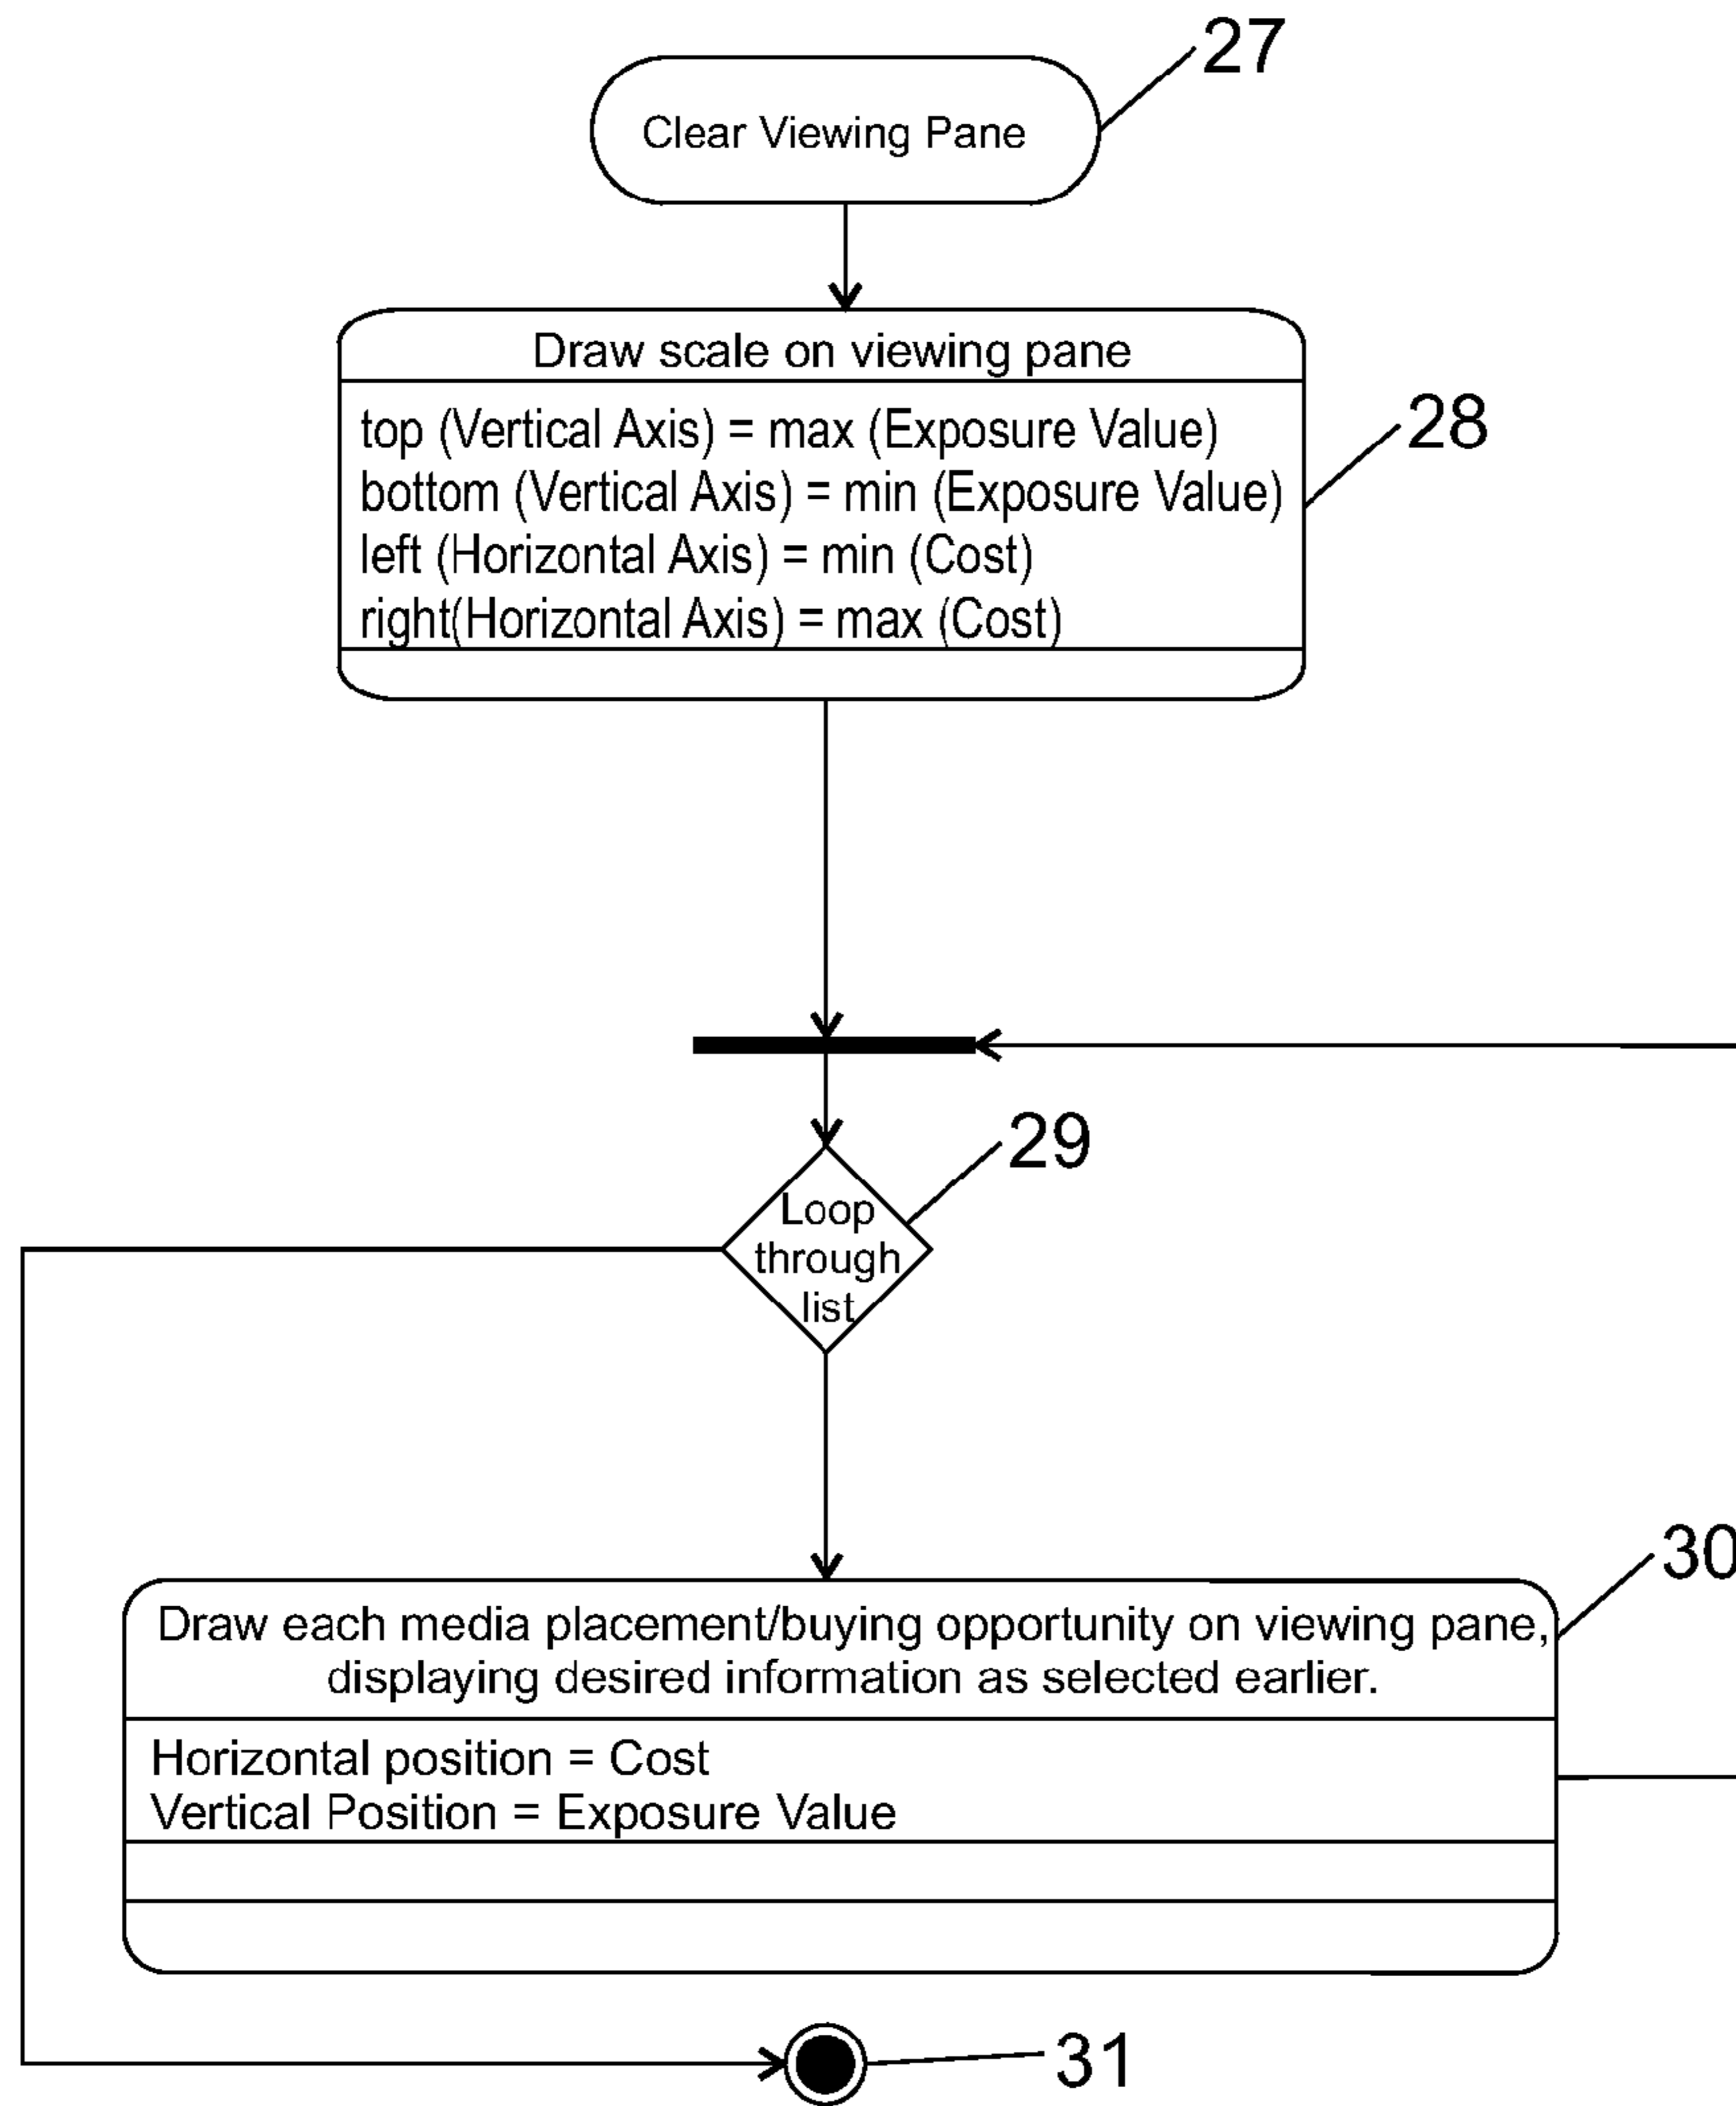 27
Clear Viewing Pane
Draw scale on viewing pane
28
top (Vertical Axis) = max (Exposure Value)
bottom (Vertical Axis) = min (Exposure Value)
left (Horizontal Axis) = min (Cost)
right(Horizontal Axis) = max (Cost)
29
Loop
through
list
30
Draw each media placement/buying opportunity on viewing pane,
displaying desired information as selected earlier.
Horizontal position = Cost
Vertical Position = Exposure Value
31